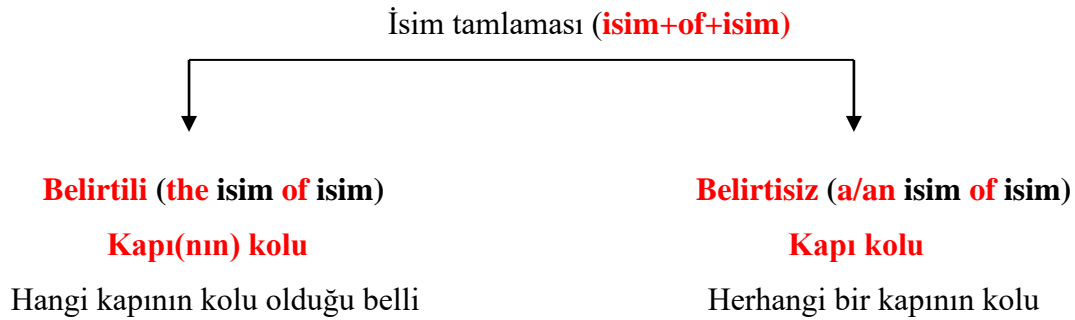 İsim tamlaması (isim+of+isim)
Belirtili (the isim of isim)
Kapı(nın) kolu
Hangi kapının kolu olduğu belli
Belirtisiz (a/an isim of isim)
Kapı kolu
Herhangi bir kapının kolu